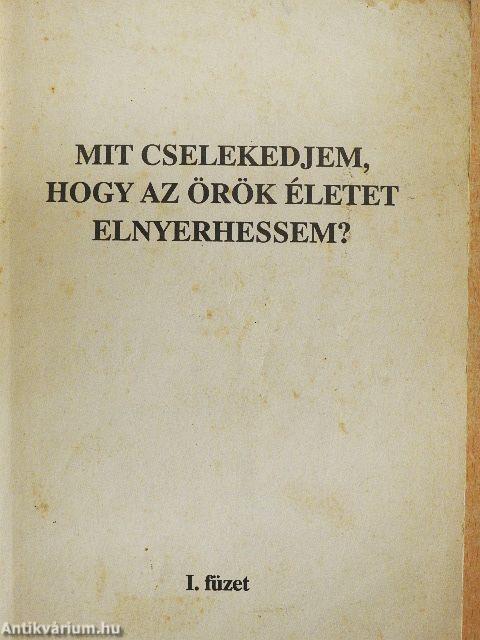 MIT CSELEKEDJEM,
HOGY AZ ÖRÖK ÉLETET
ELNYERHESSEM?
I. füzet
Antikvárium.hu